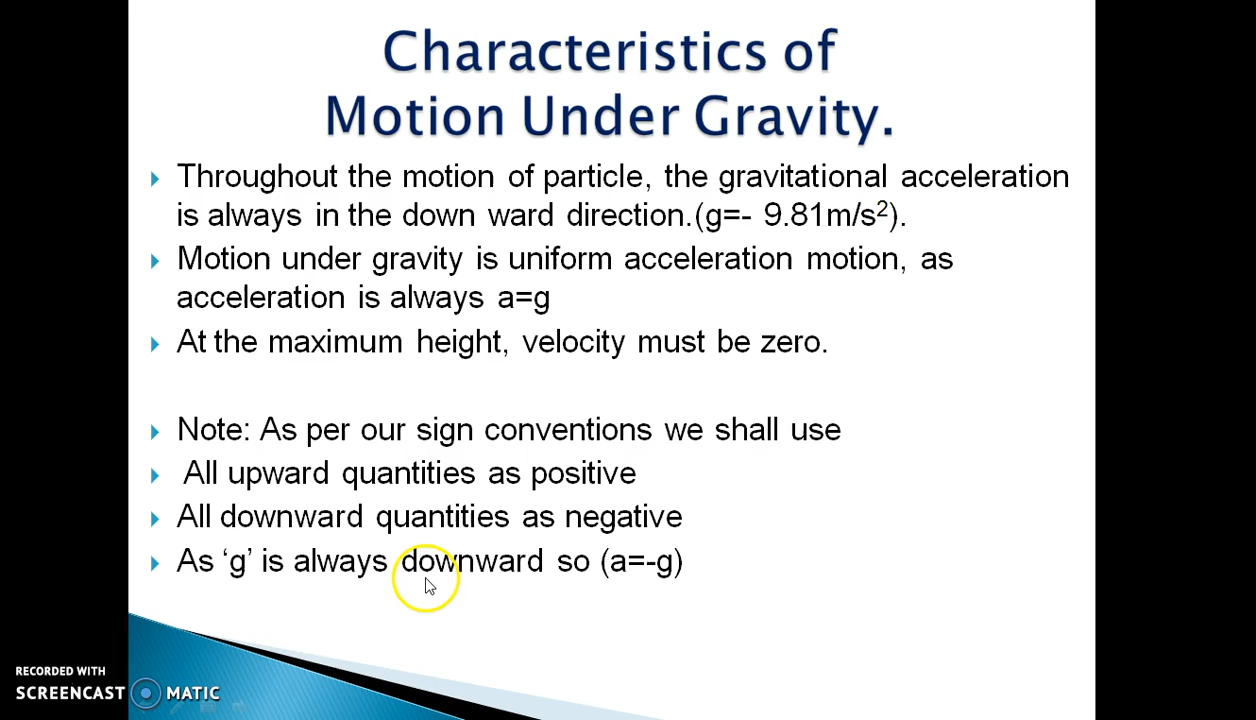 Characteristics of
Motion Under Gravity.
Throughout the motion of particle, the gravitational acceleration
is always in the down ward direction.(g=- 9.81m/s²).
Motion under gravity is uniform acceleration motion, as
acceleration is always a=g
At the maximum height, velocity must be zero.
Note: As per our sign conventions we shall use
All upward quantities as positive
All downward quantities as negative
As ‘g’ is always downward so (a=-g)
RECORDED WITH
SCREENCAST MATIC